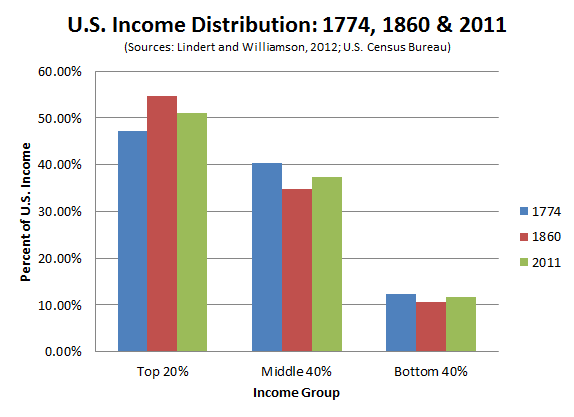 U.S. Income Distribution: 1774, 1860 & 2011
(Sources: Lindert and Williamson, 2012; U.S. Census Bureau)
60.00%
50.00%
40.00%
30.00%
20.00%
10.00%
0.00%
Percent of U.S. Income
Top 20%
Middle 40%
Bottom 40%
Income Group
1774
1860
2011